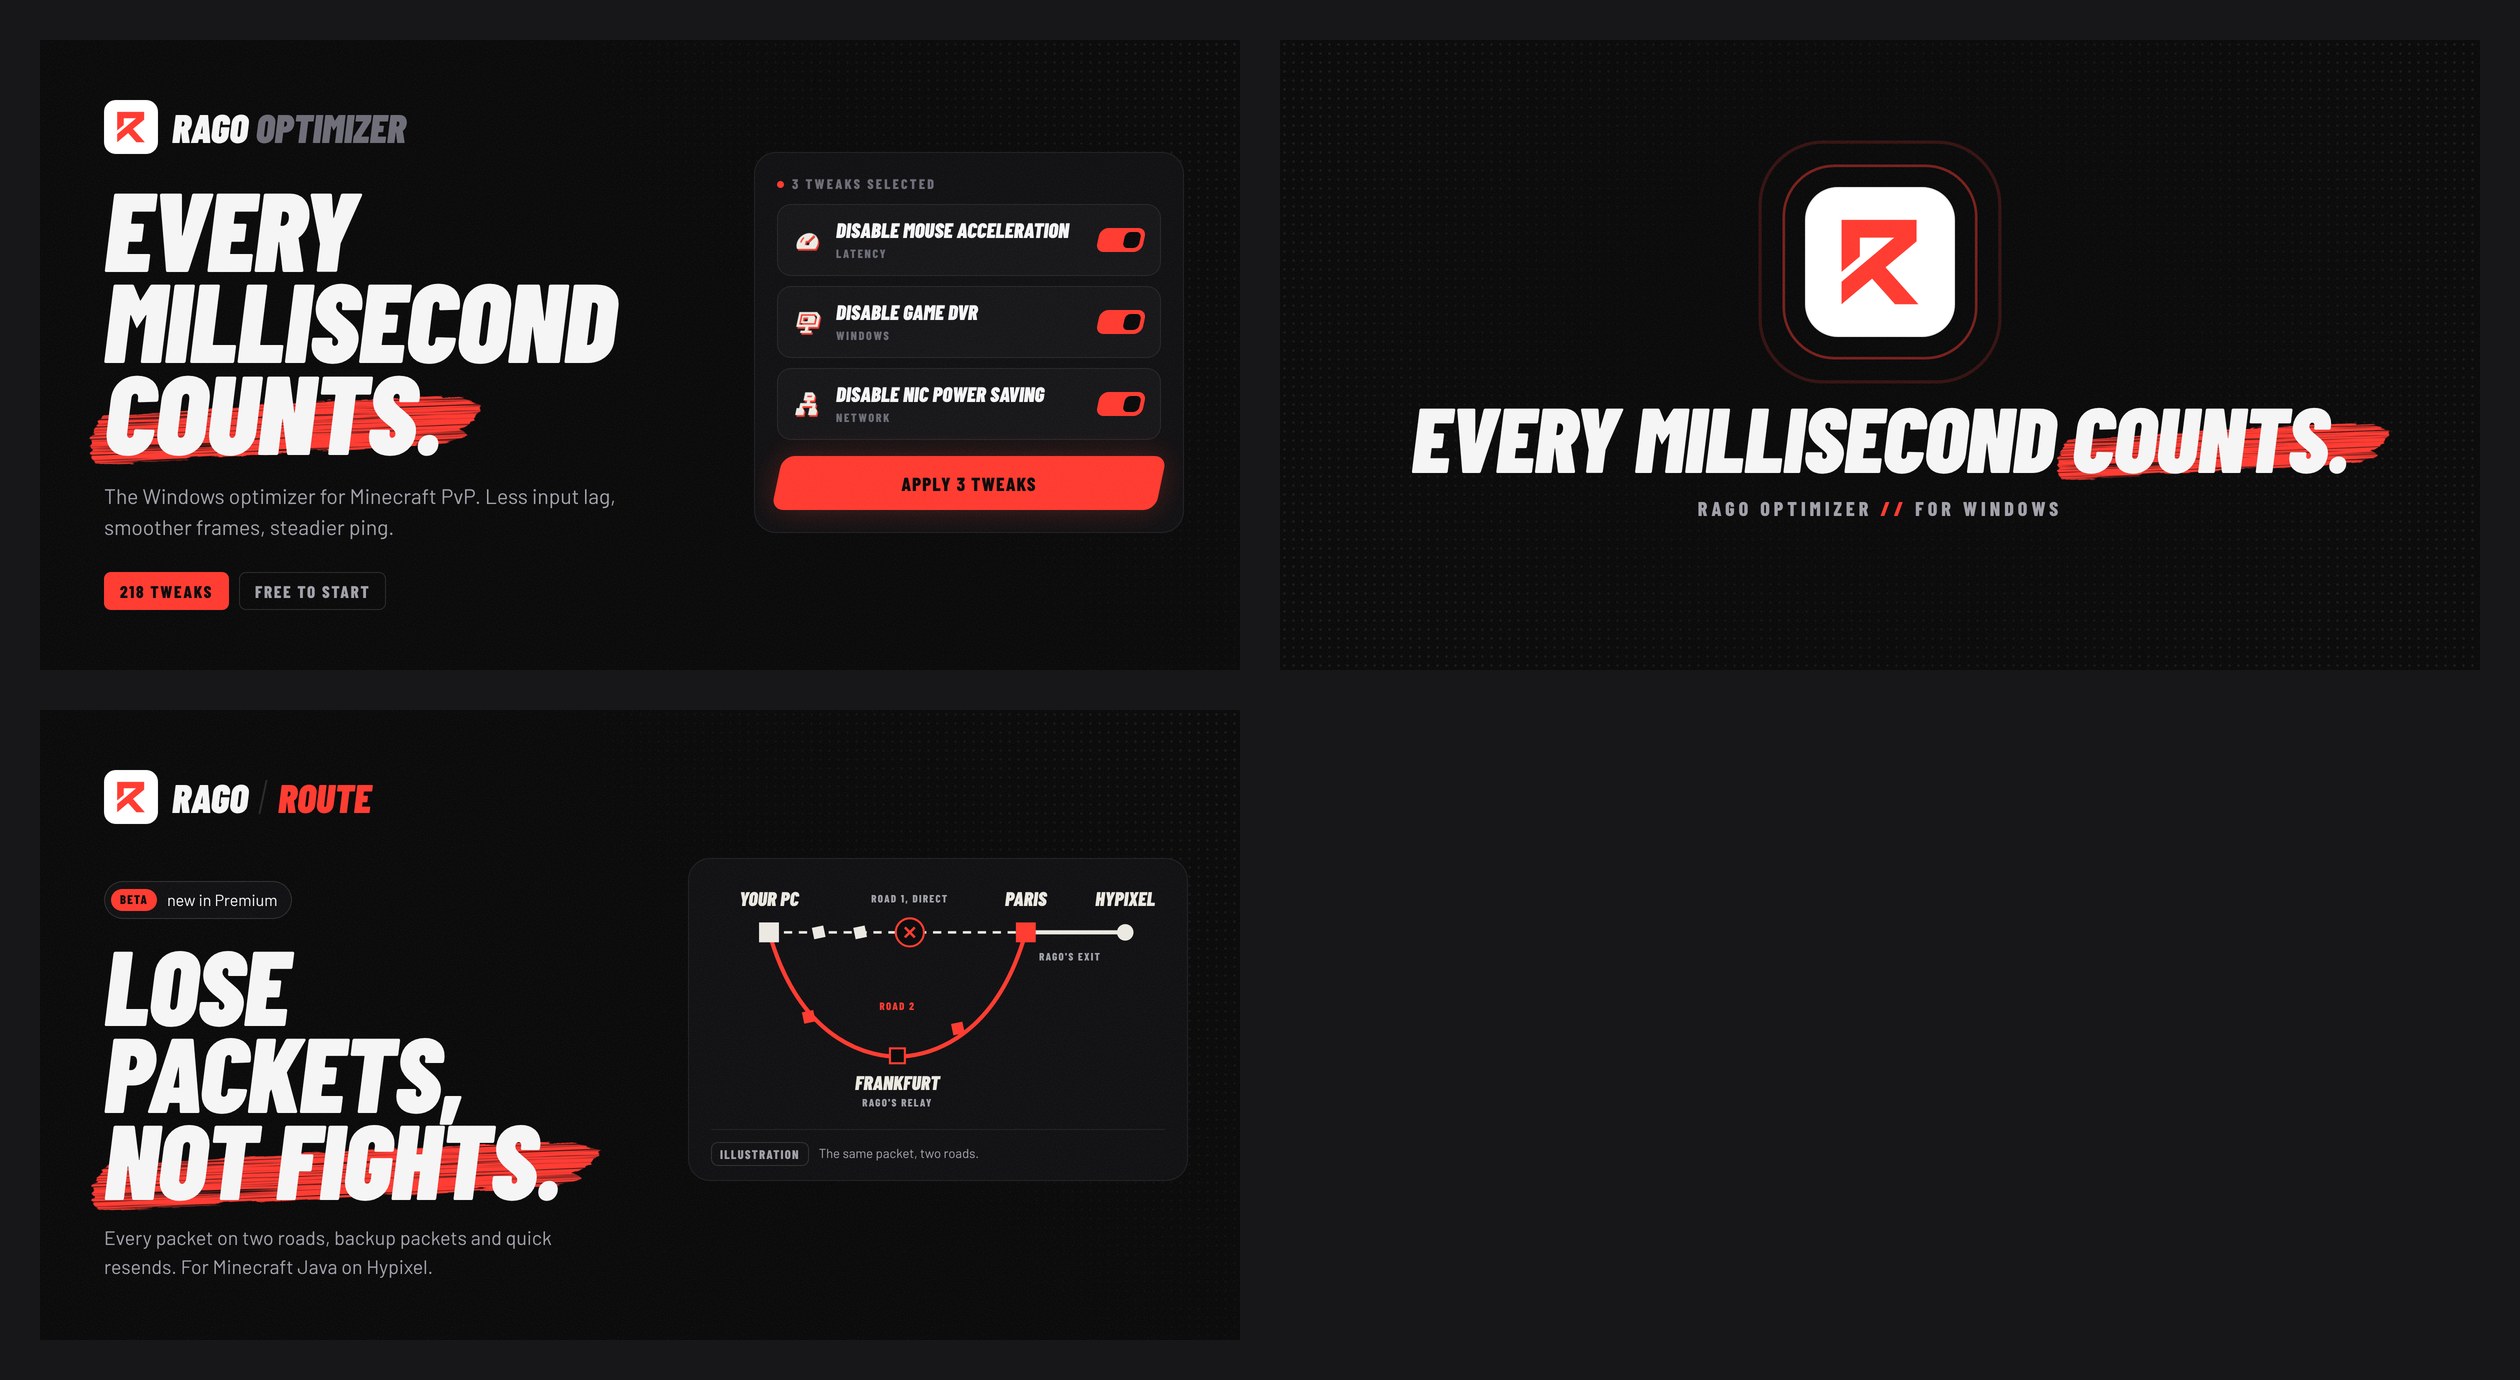 RAGO OPTIMIZER
EVERY
MILLISECOND
COUNTS.
The Windows optimizer for Minecraft PvP. Less input lag,
smoother frames, steadier ping.
218 TWEAKS
FREE TO START
3 TWEAKS SELECTED
DISABLE MOUSE ACCELERATION
LATENCY
DISABLE GAME DVR
WINDOWS
DISABLE NIC POWER SAVING
NETWORK
APPLY 3 TWEAKS
EVERY MILLISECOND COUNTS.
RAGO OPTIMIZER // FOR WINDOWS
RAGO / ROUTE
BETA new in Premium
LOSE
PACKETS,
NOT FIGHTS.
Every packet on two roads, backup packets and quick
resends. For Minecraft Java on Hypixel.
YOUR PC
ROAD 1, DIRECT
PARIS
HYPIXEL
RAGO'S EXIT
ROAD 2
FRANKFURT
RAGO'S RELAY
ILLUSTRATION The same packet, two roads.